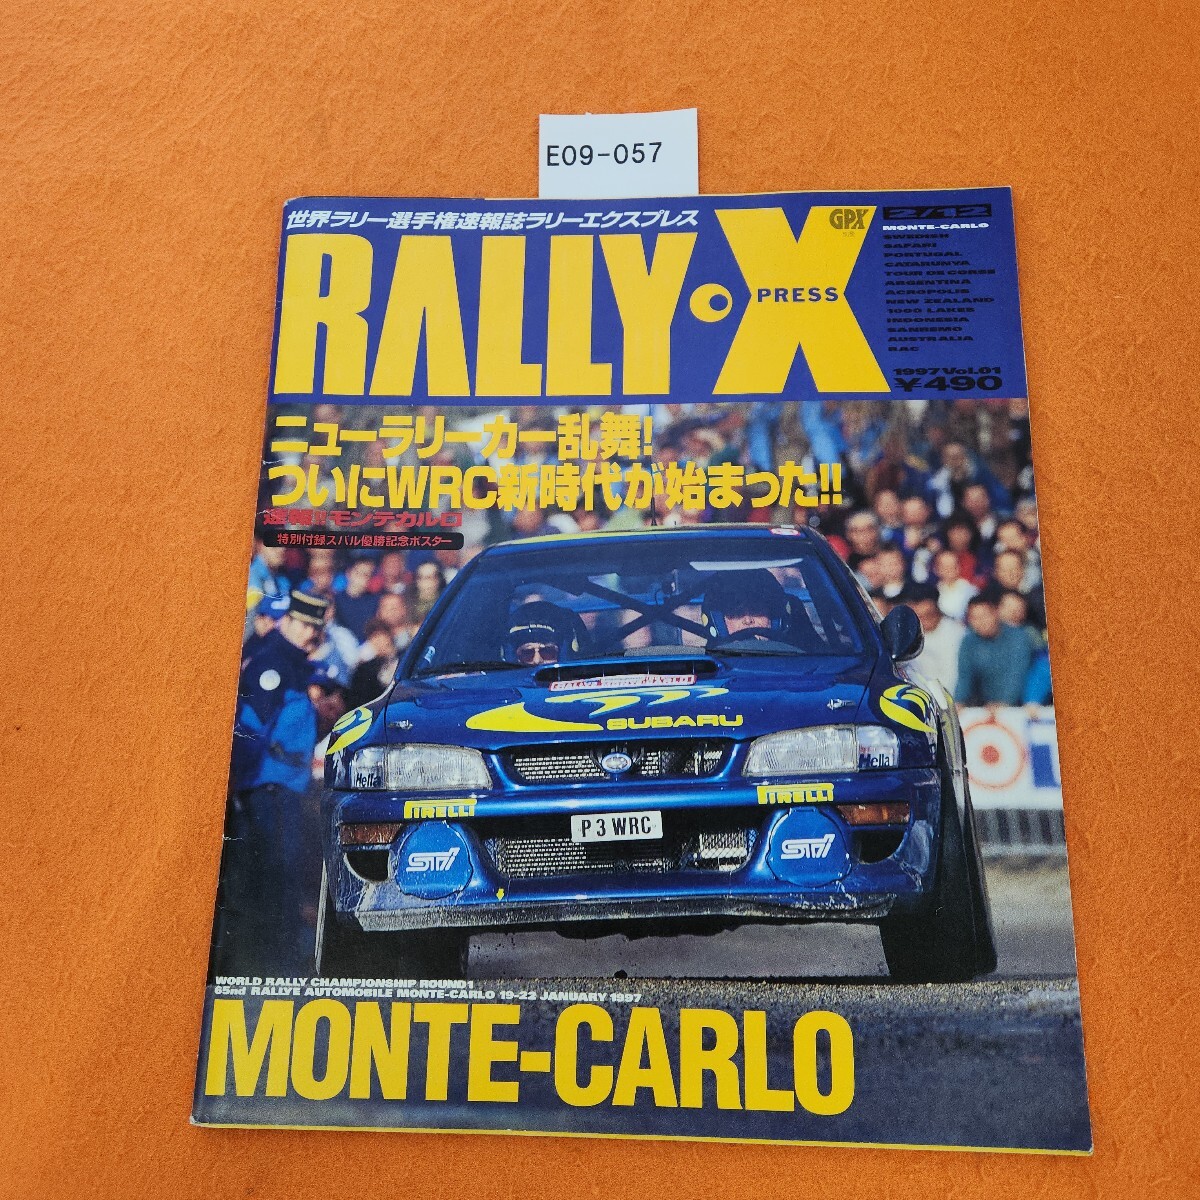 E09-057
世界ラリー選手権速報誌ラリーエクスプレス
RALLY·X
PRESS
GPX
2/12
MONTE-CARLO
SWEDISH
SAFARI
PORTUGAL
CATARUNYA
TOUR DE CORSE
ARGENTINA
ACROPOLIS
NEW ZEALAND
1000 LAKES
INDONESIA
SANREMO
AUSTRALIA
RAC
1997 Vol.01
¥490
ニューラリーカー乱舞!
ついにWRC新時代が始まった!!
モンテカルロ
特別付録スバル優勝記念ポスター
SUBARU
Hella
Hella
PIRELLI
PIRELLI
P3 WRC
STi
STi
WORLD RALLY CHAMPIONSHIP ROUND 1
65nd RALLYE AUTOMOBILE MONTE-CARLO 19-22 JANUARY 1997
MONTE-CARLO